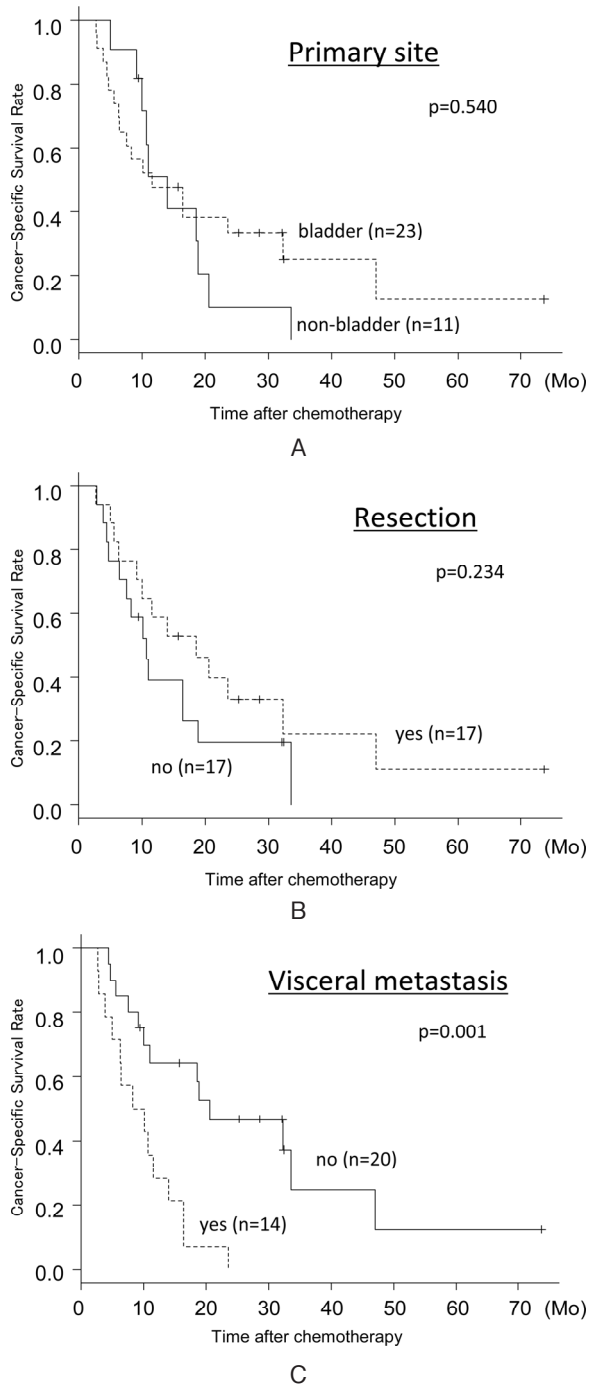 Primary site
p=0.540
Cancer-Specific Survival Rate
1.0
0.8
0.6
0.4
0.2
0.0
bladder (n=23)
non-bladder (n=11)
0 10 20 30 40 50 60 70 (Mo)
Time after chemotherapy
A
Resection
p=0.234
Cancer-Specific Survival Rate
1.0
0.8
0.6
0.4
0.2
0.0
yes (n=17)
no (n=17)
0 10 20 30 40 50 60 70 (Mo)
Time after chemotherapy
B
Visceral metastasis
p=0.001
Cancer-Specific Survival Rate
1.0
0.8
0.6
0.4
0.2
0.0
no (n=20)
yes (n=14)
0 10 20 30 40 50 60 70 (Mo)
Time after chemotherapy
C